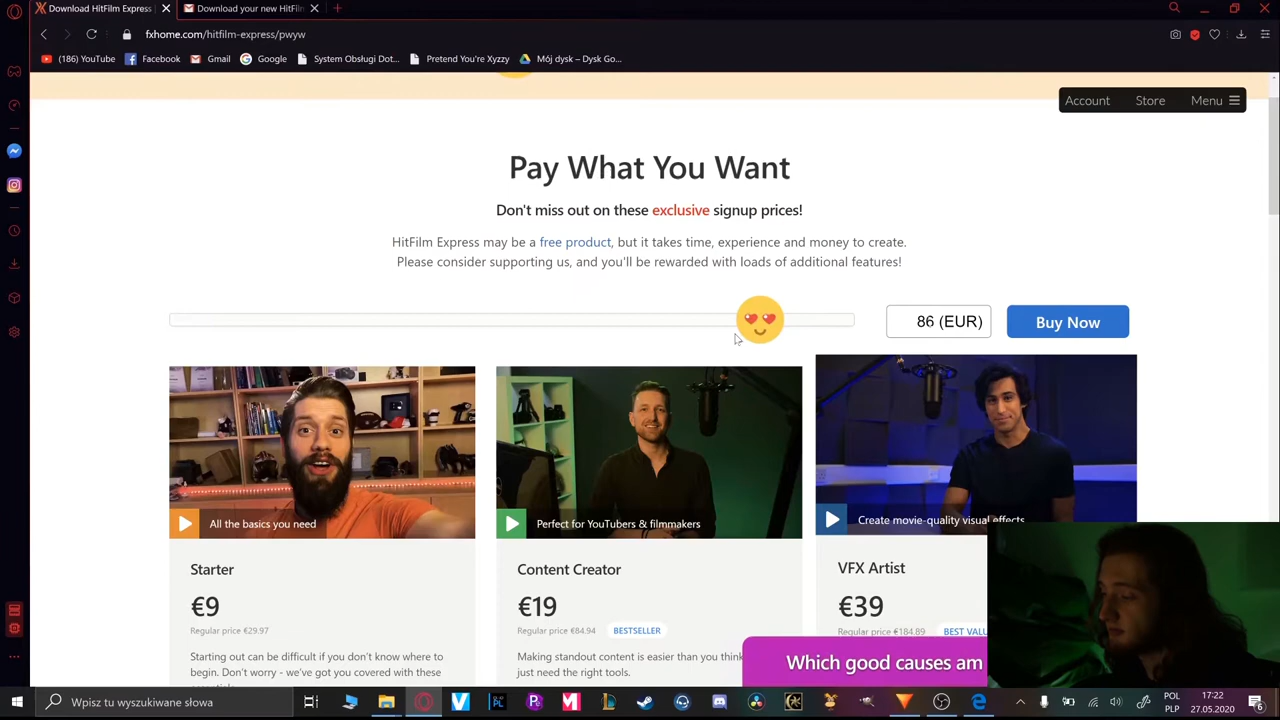 Download HitFilm Express
Download your new HitFil
fxhome.com/hitfilm-express/pwyw
(186) YouTube
Facebook
Gmail
Google
System Obsługi Dot...
Pretend You're Xyzzy
Mój dysk – Dysk Go...
Account
Store
Menu
Pay What You Want
Don't miss out on these exclusive signup prices!
HitFilm Express may be a free product, but it takes time, experience and money to create.
Please consider supporting us, and you'll be rewarded with loads of additional features!
86 (EUR)
Buy Now
All the basics you need
Perfect for YouTubers & filmmakers
Create movie-quality visual effects
Starter
Content Creator
VFX Artist
€9
€19
€39
Regular price €29.97
Regular price €84.94
BESTSELLER
Regular price €184.89
BEST VALU
Starting out can be difficult if you don't know where to
begin. Don't worry - we've got you covered with these
Making standout content is easier than you think
just need the right tools.
Which good causes am
Wpisz tu wyszukiwane słowa
POL
PLP
17:22
27.05.2020
6